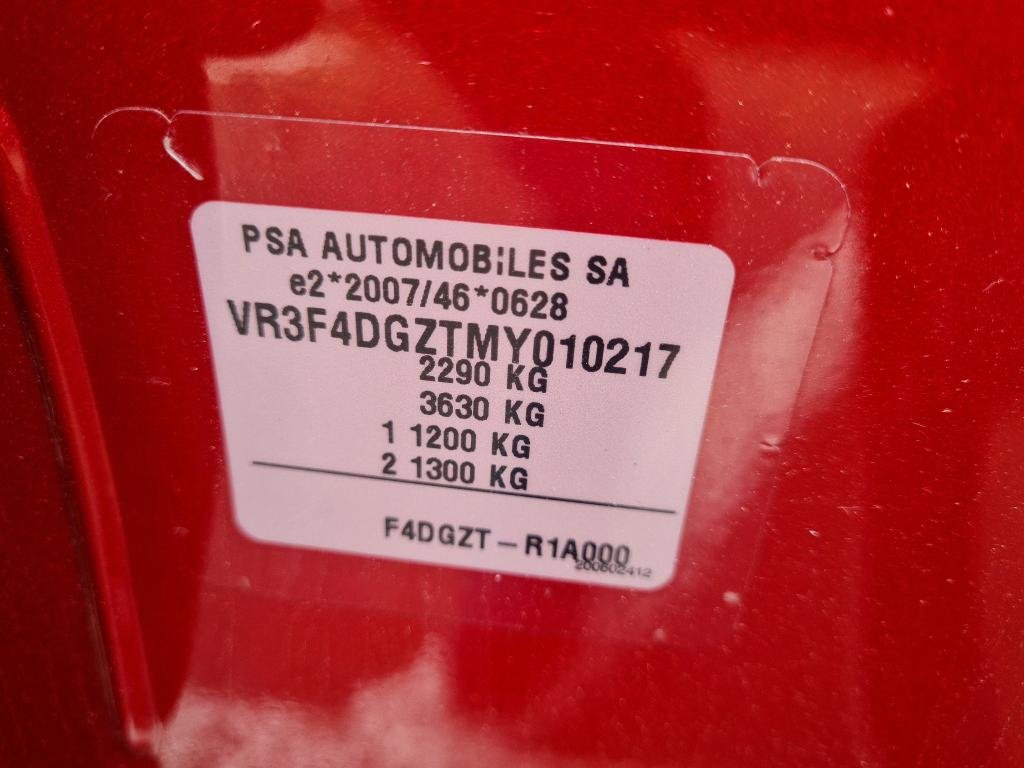 PSA AUTOMOBILES SA
e2*2007/46*0628
VR3F4DGZTMY010217
2290 KG
3630 KG
1 1200 KG
2 1300 KG
F4DGZT – R1A000
200602412